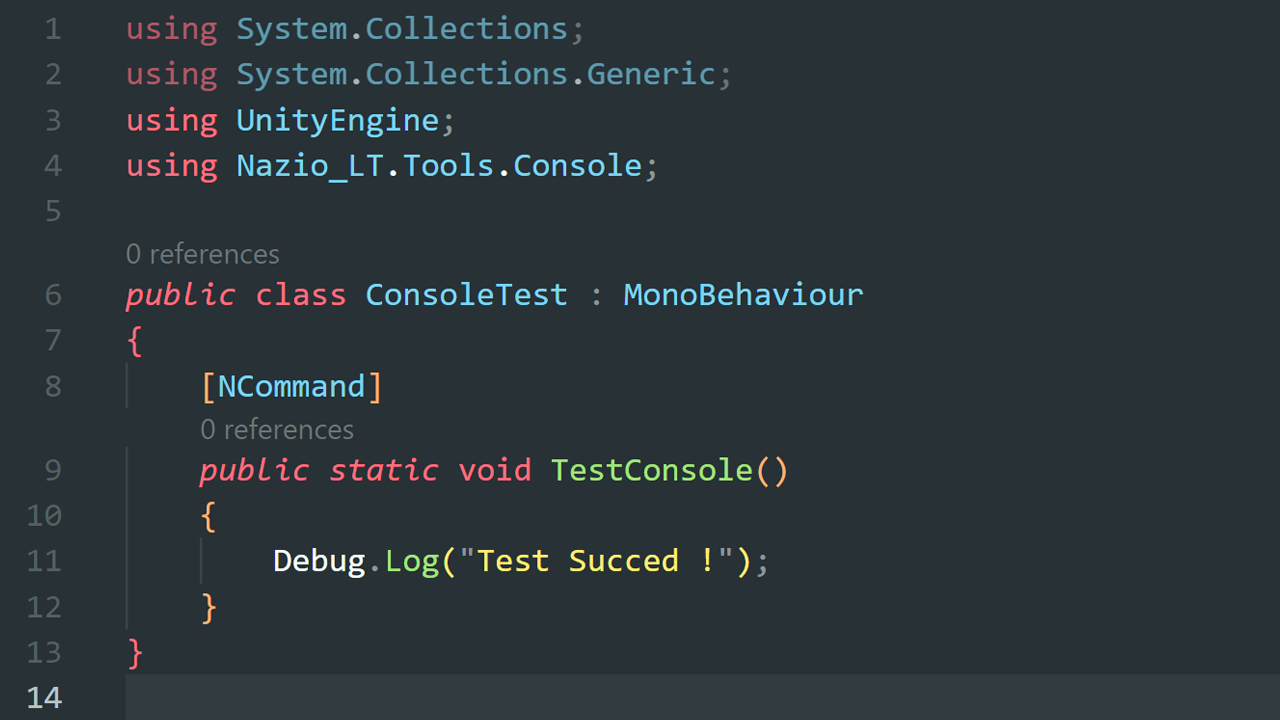 1 using System.Collections;
2 using System.Collections.Generic;
3 using UnityEngine;
4 using Nazio_LT.Tools.Console;
5
0 references
6 public class ConsoleTest : MonoBehaviour
7 {
8 [NCommand]
0 references
9 public static void TestConsole()
10 {
11 Debug.Log("Test Succed !");
12 }
13 }
14